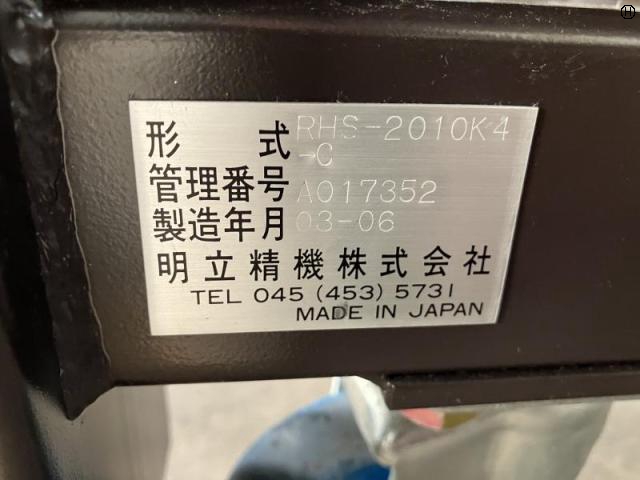 形 式 RHS-2010K4
-C
管理番号 A017352
製造年月 03-06
明立精機株式会社
TEL 045 (453) 5731
MADE IN JAPAN
H